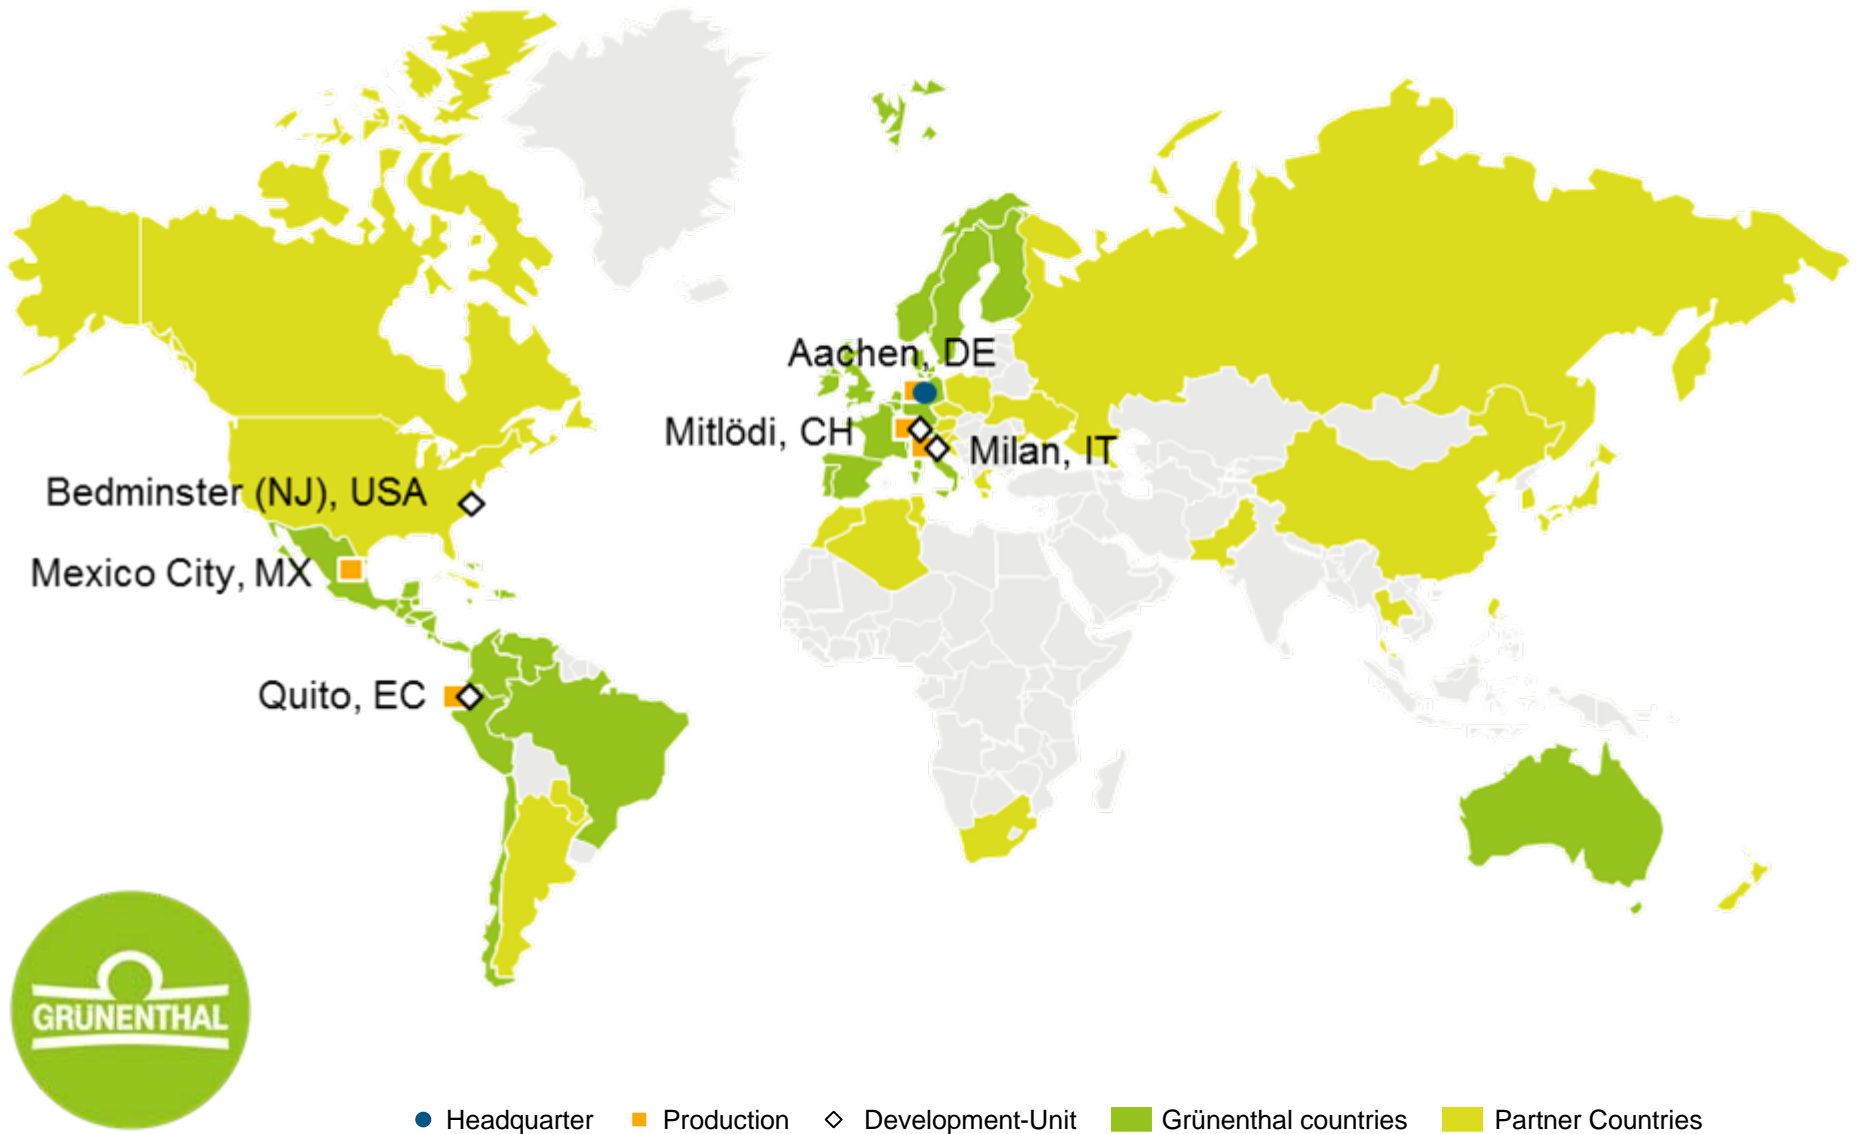 Aachen, DE
Mitlödi, CH
Milan, IT
Bedminster (NJ), USA
Mexico City, MX
Quito, EC
GRÜNENTHAL
Headquarter
Production
Development-Unit
Grünenthal countries
Partner Countries